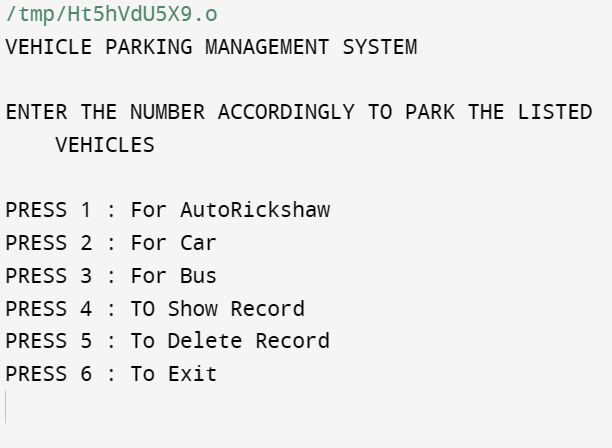 /tmp/Ht5hVdU5X9.o
VEHICLE PARKING MANAGEMENT SYSTEM
ENTER THE NUMBER ACCORDINGLY TO PARK THE LISTED
VEHICLES
PRESS 1 : For AutoRickshaw
PRESS 2 : For Car
PRESS 3 : For Bus
PRESS 4 : TO Show Record
PRESS 5 : To Delete Record
PRESS 6 : To Exit